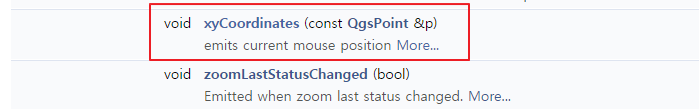 void xyCoordinates (const QgsPoint &p)
emits current mouse position More...
void zoomLastStatusChanged (bool)
Emitted when zoom last status changed. More...